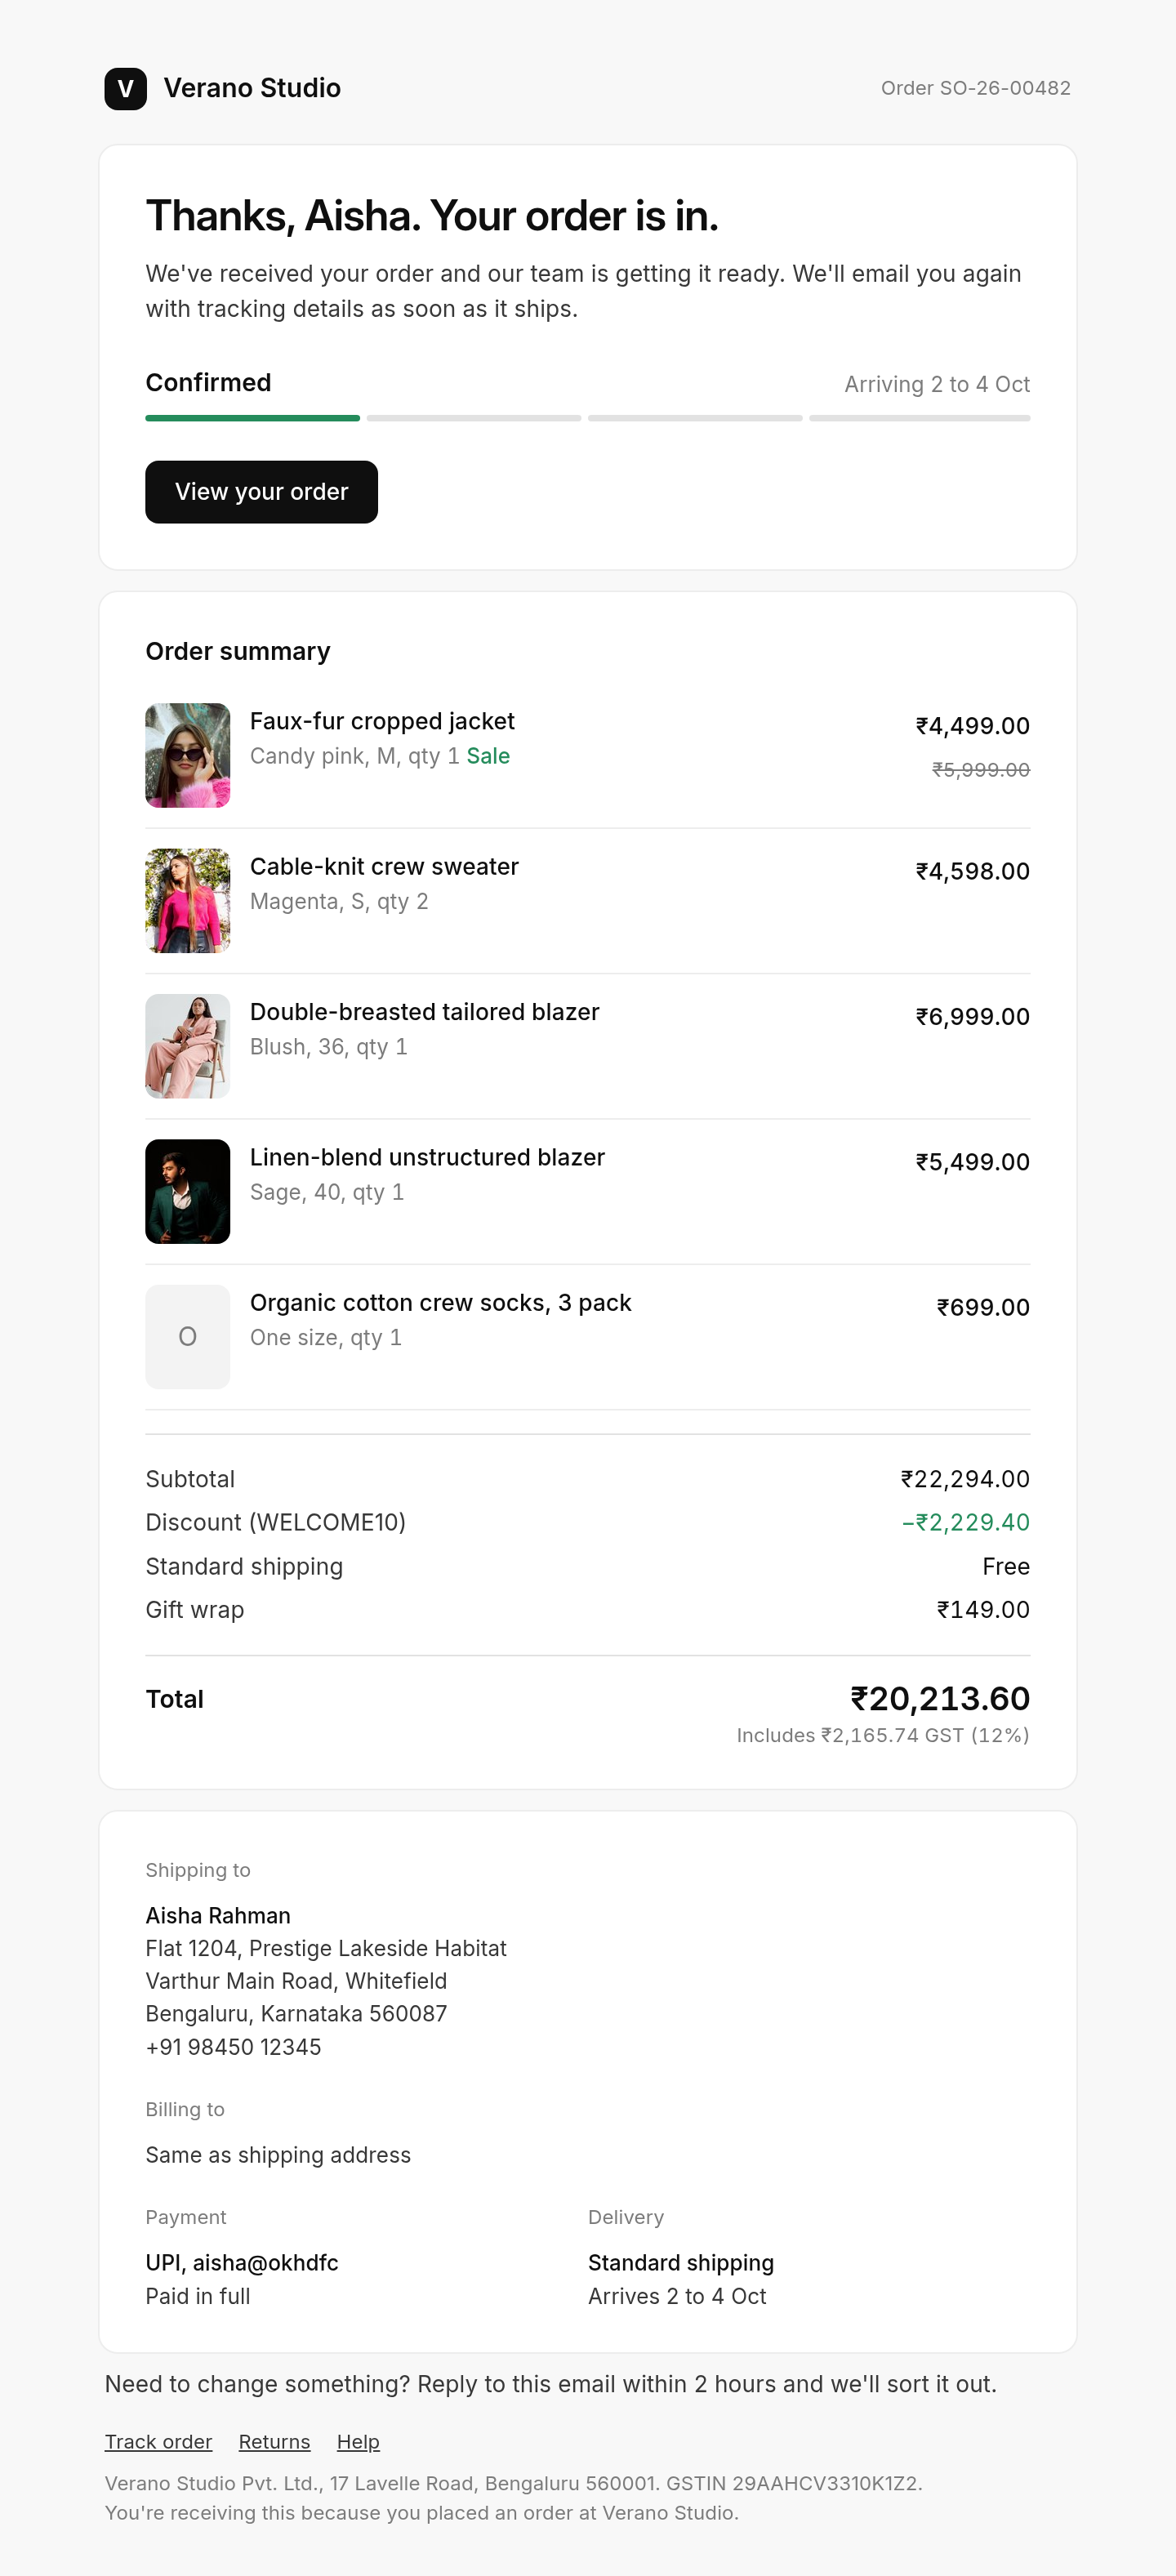 V Verano Studio
Order SO-26-00482
Thanks, Aisha. Your order is in.
We've received your order and our team is getting it ready. We'll email you again
with tracking details as soon as it ships.
Confirmed
Arriving 2 to 4 Oct
View your order
Order summary
Faux-fur cropped jacket
₹4,499.00
Candy pink, M, qty 1 Sale
₹5,999.00
Cable-knit crew sweater
₹4,598.00
Magenta, S, qty 2
Double-breasted tailored blazer
₹6,999.00
Blush, 36, qty 1
Linen-blend unstructured blazer
₹5,499.00
Sage, 40, qty 1
O
Organic cotton crew socks, 3 pack
₹699.00
One size, qty 1
Subtotal
₹22,294.00
Discount (WELCOME10)
−₹2,229.40
Standard shipping
Free
Gift wrap
₹149.00
Total
₹20,213.60
Includes ₹2,165.74 GST (12%)
Shipping to
Aisha Rahman
Flat 1204, Prestige Lakeside Habitat
Varthur Main Road, Whitefield
Bengaluru, Karnataka 560087
+91 98450 12345
Billing to
Same as shipping address
Payment
UPI, aisha@okhdfc
Paid in full
Delivery
Standard shipping
Arrives 2 to 4 Oct
Need to change something? Reply to this email within 2 hours and we'll sort it out.
Track order Returns Help
Verano Studio Pvt. Ltd., 17 Lavelle Road, Bengaluru 560001. GSTIN 29AAHCV3310K1Z2.
You're receiving this because you placed an order at Verano Studio.